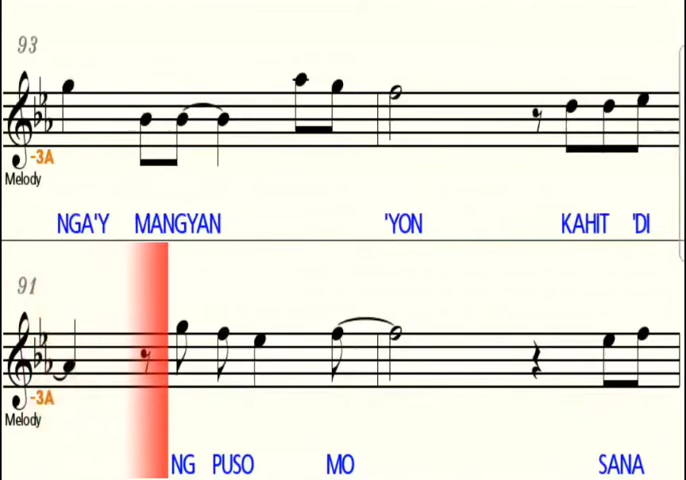 93
-3A
Melody
NGA'Y MANGYAN 'YON KAHIT 'DI
91
-3A
Melody
NG PUSO MO SANA